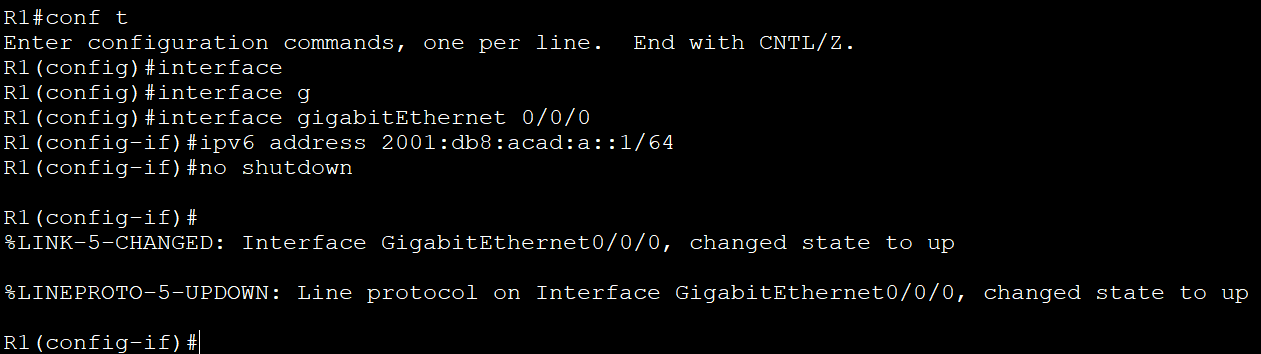 R1#conf t
Enter configuration commands, one per line.  End with CNTL/Z.
R1(config)#interface
R1(config)#interface g
R1(config)#interface gigabitEthernet 0/0/0
R1(config-if)#ipv6 address 2001:db8:acad:a::1/64
R1(config-if)#no shutdown

R1(config-if)#
%LINK-5-CHANGED: Interface GigabitEthernet0/0/0, changed state to up

%LINEPROTO-5-UPDOWN: Line protocol on Interface GigabitEthernet0/0/0, changed state to up

R1(config-if)#